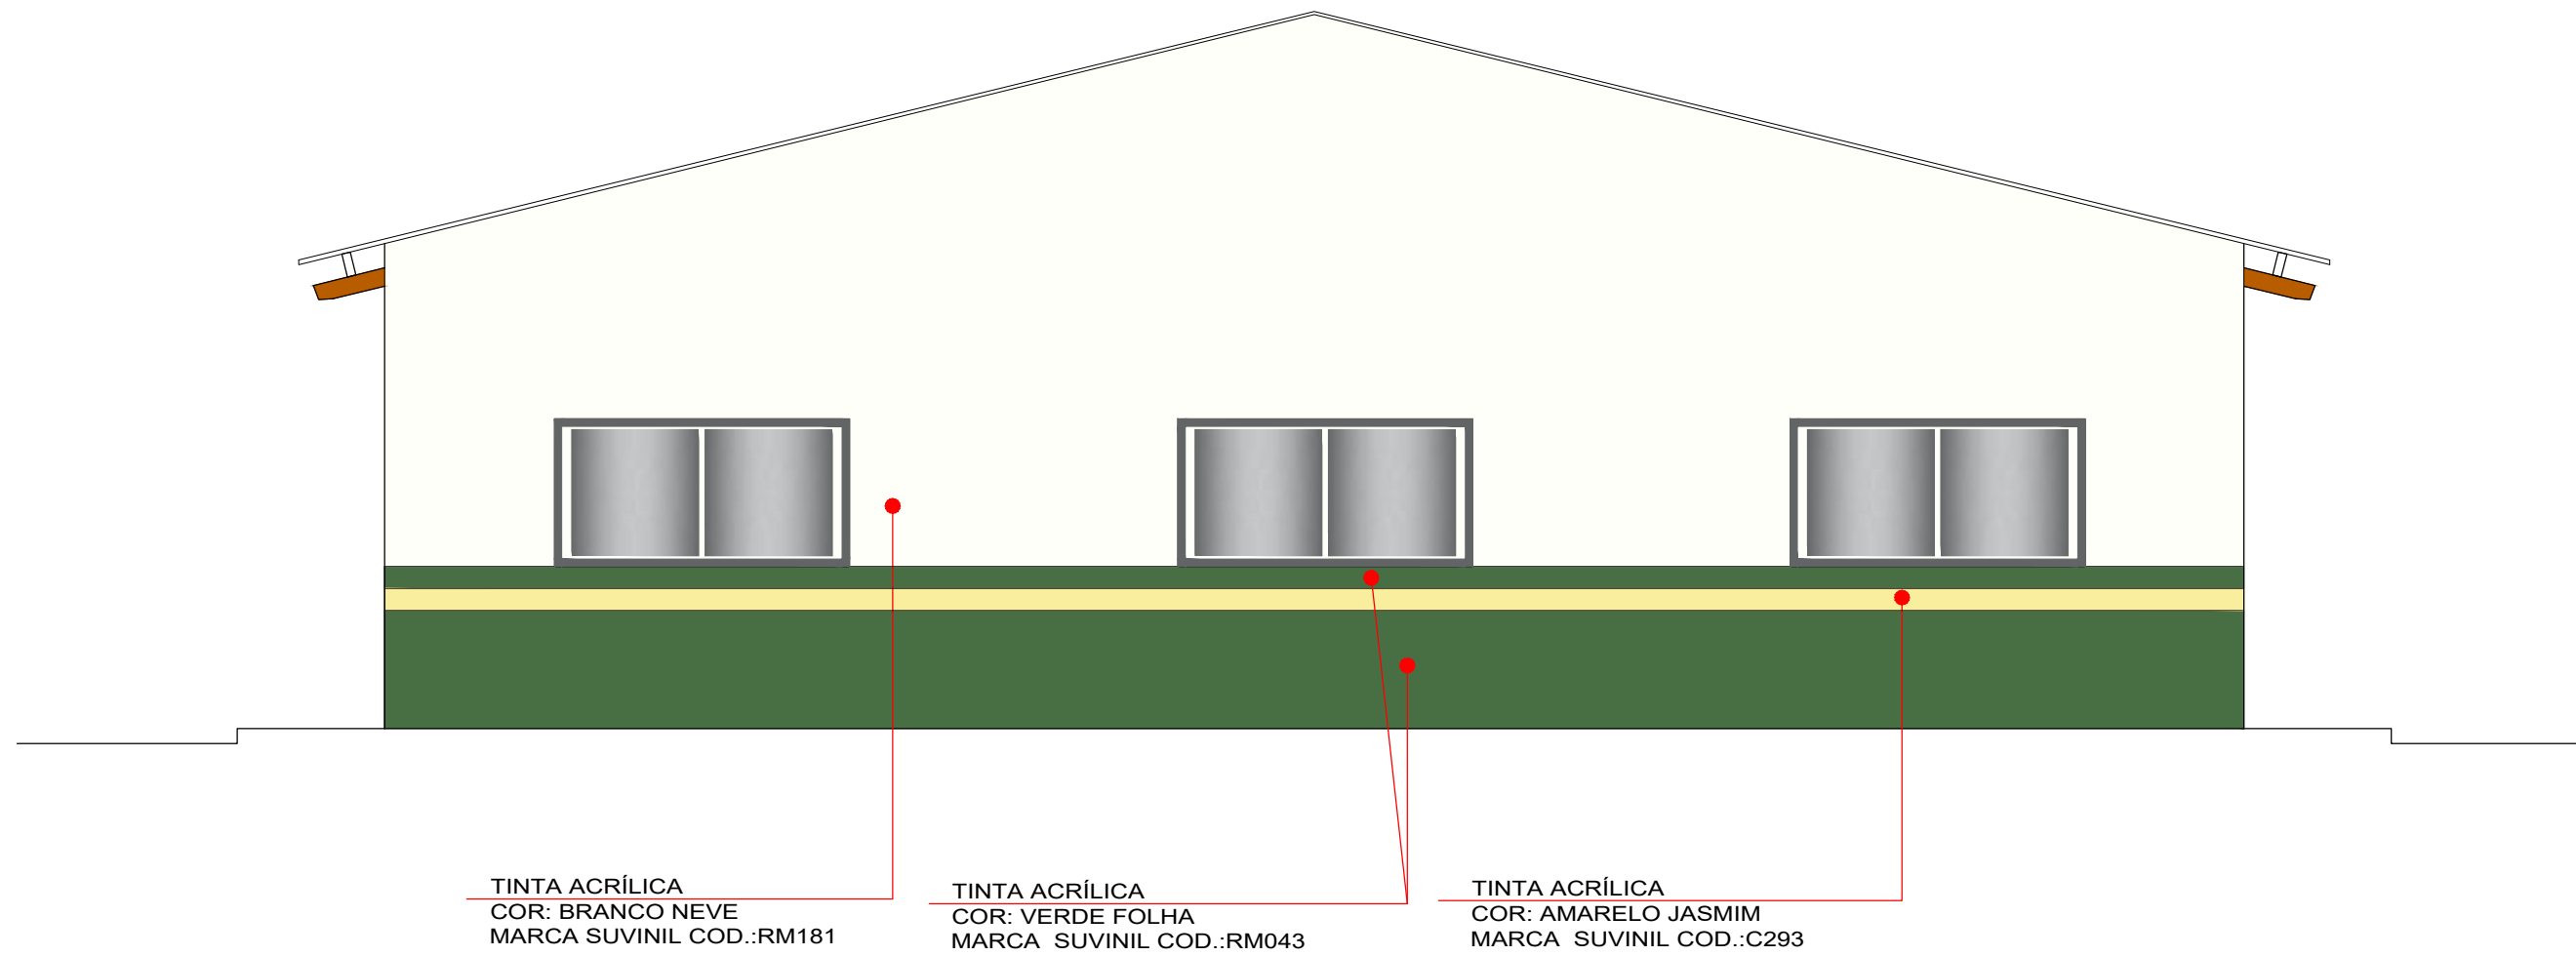 TINTA ACRÍLICA
COR: BRANCO NEVE
MARCA SUVINIL COD.:RM181
TINTA ACRÍLICA
COR: VERDE FOLHA
MARCA  SUVINIL COD.:RM043
TINTA ACRÍLICA
COR: AMARELO JASMIM
MARCA  SUVINIL COD.:C293